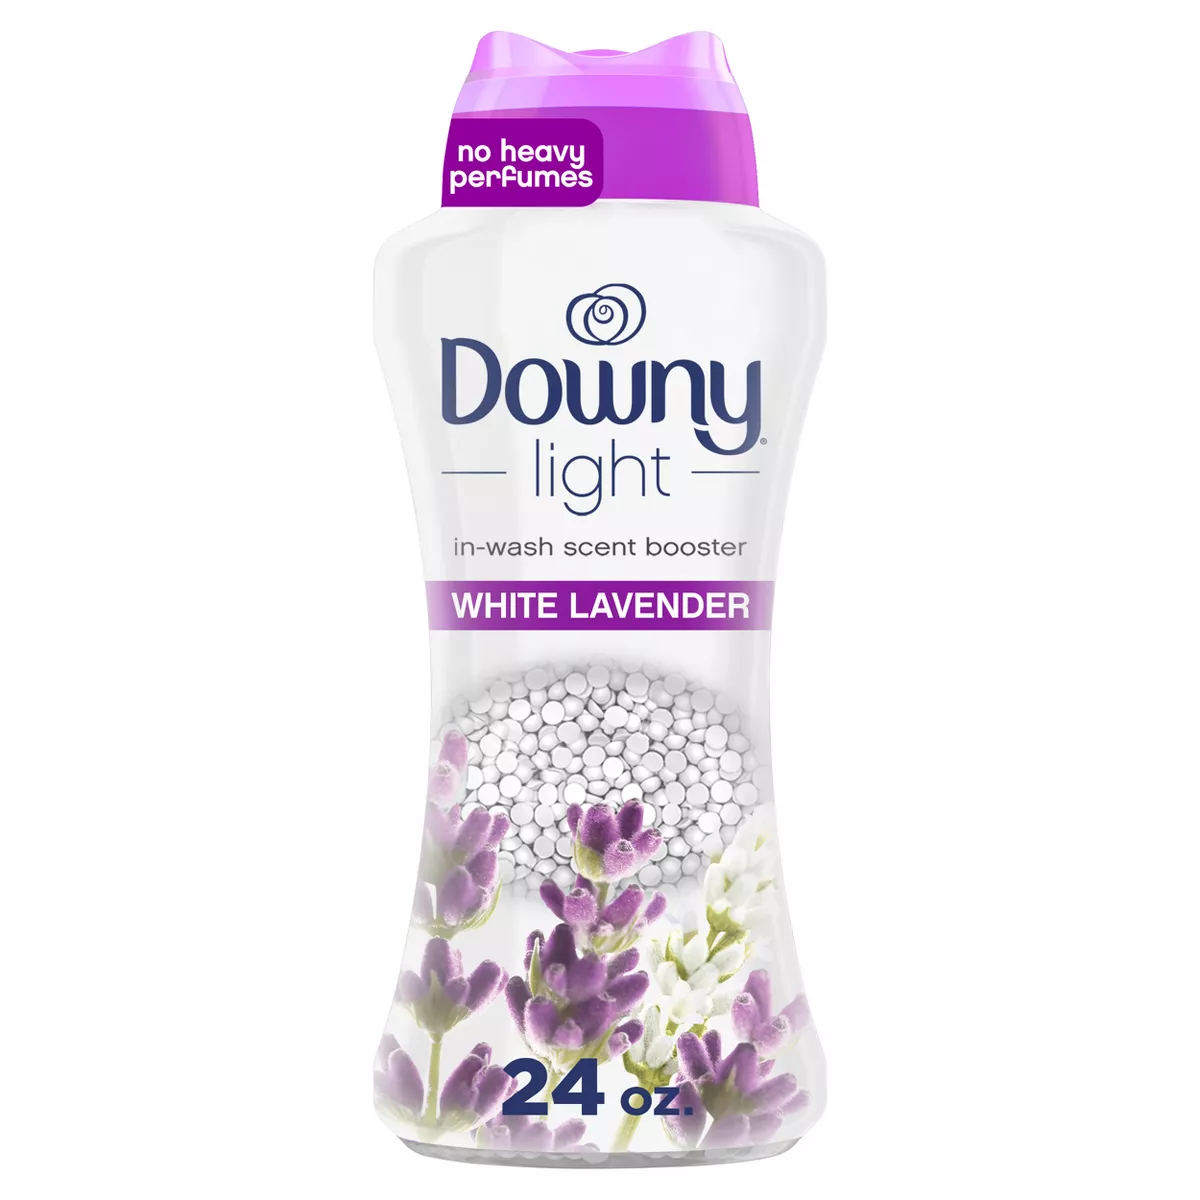 no heavy
perfumes
Downy®
light
in-wash scent booster
WHITE LAVENDER
24 oz.